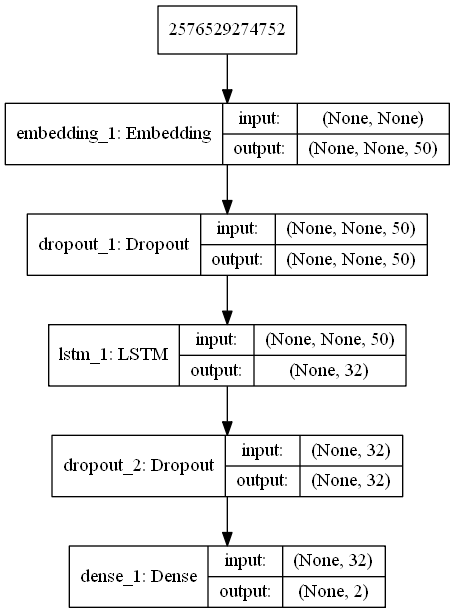 2576529274752
embedding_1: Embedding
input: (None, None)
output: (None, None, 50)
dropout_1: Dropout
input: (None, None, 50)
output: (None, None, 50)
lstm_1: LSTM
input: (None, None, 50)
output: (None, 32)
dropout_2: Dropout
input: (None, 32)
output: (None, 32)
dense_1: Dense
input: (None, 32)
output: (None, 2)